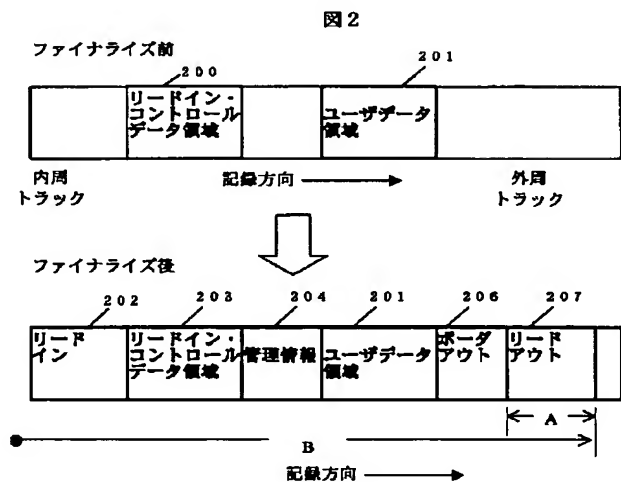 図2
ファイナライズ前
200
201
リードイン・
コントロール
データ領域
ユーザデータ
領域
内周
トラック
記録方向
外周
トラック
ファイナライズ後
202
203
204
201
206
207
リード
イン
リードイン・
コントロール
データ領域
管理情報
ユーザデータ
領域
ボーダ
アウト
リード
アウト
A
B
記録方向